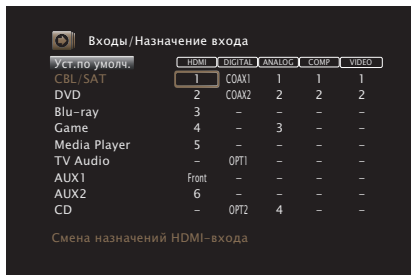 Входы/Назначение входа
Уст.по умолч. HDMI DIGITAL ANALOG COMP VIDEO
CBL/SAT 1 COAX1 1 1 1
DVD 2 COAX2 2 2 2
Blu-ray 3 – – – –
Game 4 – 3 – –
Media Player 5 – – – –
TV Audio – OPT1 – – –
AUX1 Front – – – –
AUX2 6 – – – –
CD – OPT2 4 – –
Смена назначений HDMI-входа